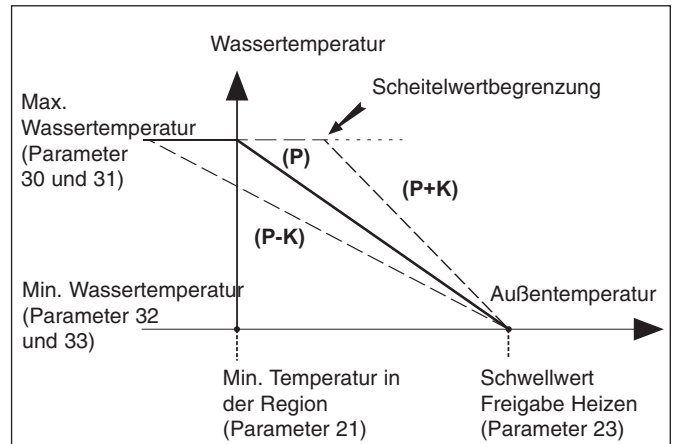 Wassertemperatur
Scheitelwertbegrenzung
Max.
Wassertemperatur
(Parameter
30 und 31)
(P)
(P+K)
(P-K)
Min. Wassertemperatur
(Parameter 32
und 33)
Außentemperatur
Min. Temperatur in
der Region
(Parameter 21)
Schwellwert
Freigabe Heizen
(Parameter 23)